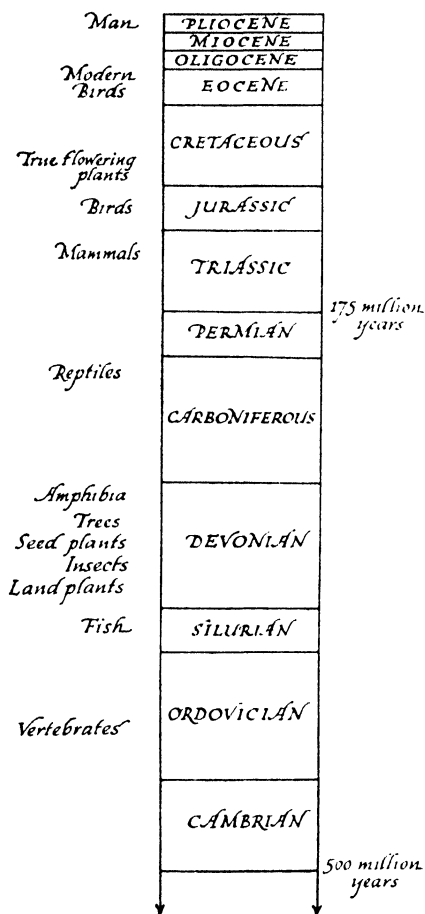 Man PLIOCENE
MIOCENE
OLIGOCENE
Modern
Birds EOCENE
CRETACEOUS
True flowering
plants
Birds JURASSIC
Mammals
TRIASSIC
175 million
years
PERMIAN
Reptiles
CARBONIFEROUS
Amphibia
Trees
Seed plants DEVONIAN
Insects
Land plants
Fish SILURIAN
ORDOVICIAN
Vertebrates
CAMBRIAN
500 million
years